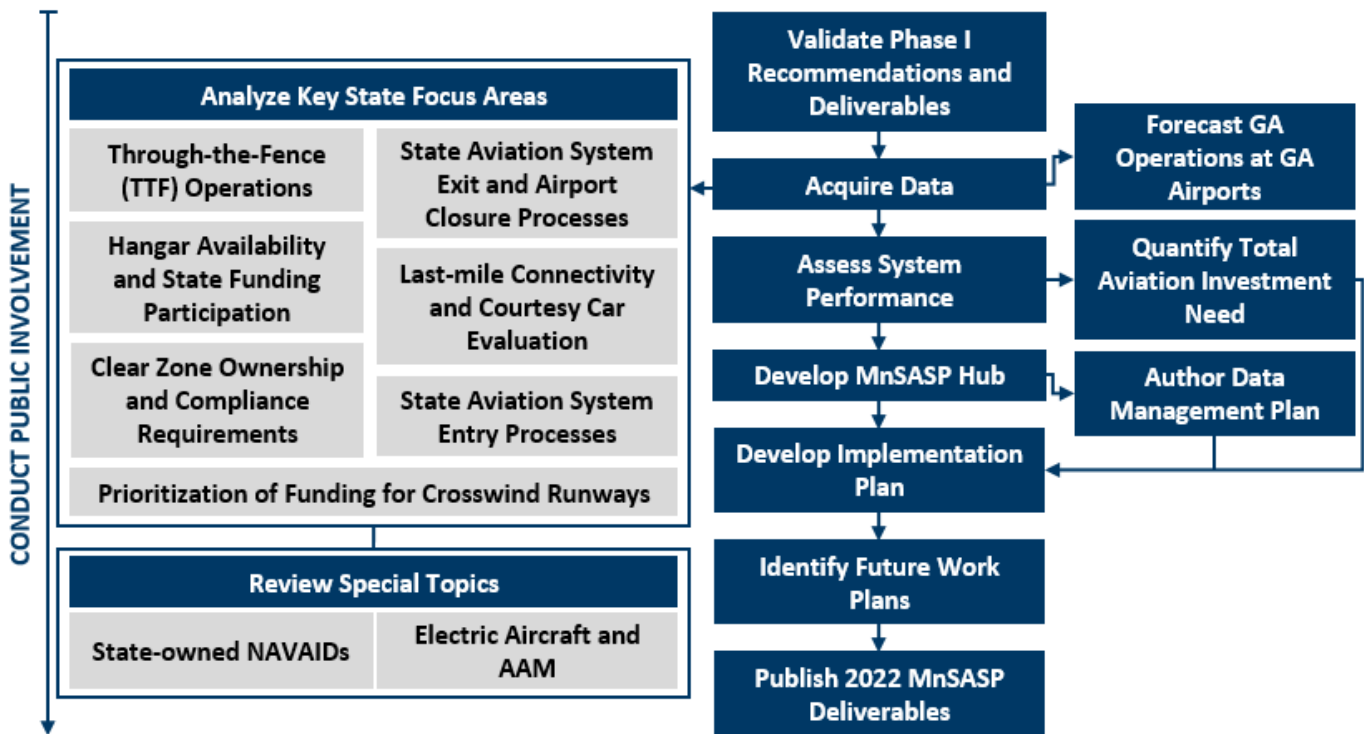 CONDUCT PUBLIC INVOLVEMENT
Analyze Key State Focus Areas
Through-the-Fence
(TTF) Operations
Hangar Availability
and State Funding
Participation
Clear Zone Ownership
and Compliance
Requirements
State Aviation System
Exit and Airport
Closure Processes
Last-mile Connectivity
and Courtesy Car
Evaluation
State Aviation System
Entry Processes
Prioritization of Funding for Crosswind Runways
Review Special Topics
State-owned NAVAIDs
Electric Aircraft and
AAM
Validate Phase I
Recommendations and
Deliverables
Acquire Data
Assess System
Performance
Develop MnSASP Hub
Develop Implementation
Plan
Identify Future Work
Plans
Publish 2022 MnSASP
Deliverables
Forecast GA
Operations at GA
Airports
Quantify Total
Aviation Investment
Need
Author Data
Management Plan